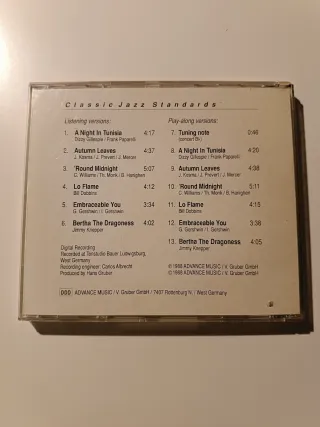 Classic Jazz Standards
Listening versions:
1. A Night In Tunisia 4:17
Dizzy Gillespie / Frank Paparelli
2. Autumn Leaves 4:37
J. Kosma / J. Prevert / J. Mercer
3. 'Round Midnight 5:07
C. Williams / Th. Monk / B. Hanighen
4. Lo Flame 4:12
Bill Dobbins
5. Embraceable You 3:34
G. Gershwin / I. Gershwin
6. Bertha The Dragoness 4:02
Jimmy Knepper
Digital Recording
Recorded at Tonstudio Bauer Ludwigsburg,
West Germany
Recording engineer: Carlos Albrecht
Produced by Hans Gruber
Play-along versions:
7. Tuning note 0:46
(concert Bb)
8. A Night In Tunisia 4:20
Dizzy Gillespie / Frank Paparelli
9. Autumn Leaves 4:38
J. Kosma / J. Prevert / J. Mercer
10. 'Round Midnight 5:11
C. Williams / Th. Monk / B. Hanighen
11. Lo Flame 4:15
Bill Dobbins
12. Embraceable You 3:38
G. Gershwin / I. Gershwin
13. Bertha The Dragoness 4:05
Jimmy Knepper
© 1988 ADVANCE MUSIC / V. Gruber GmbH
℗ 1988 ADVANCE MUSIC / V. Gruber GmbH
DDD ADVANCE MUSIC / V. Gruber GmbH / 7407 Rottenburg N. / West Germany